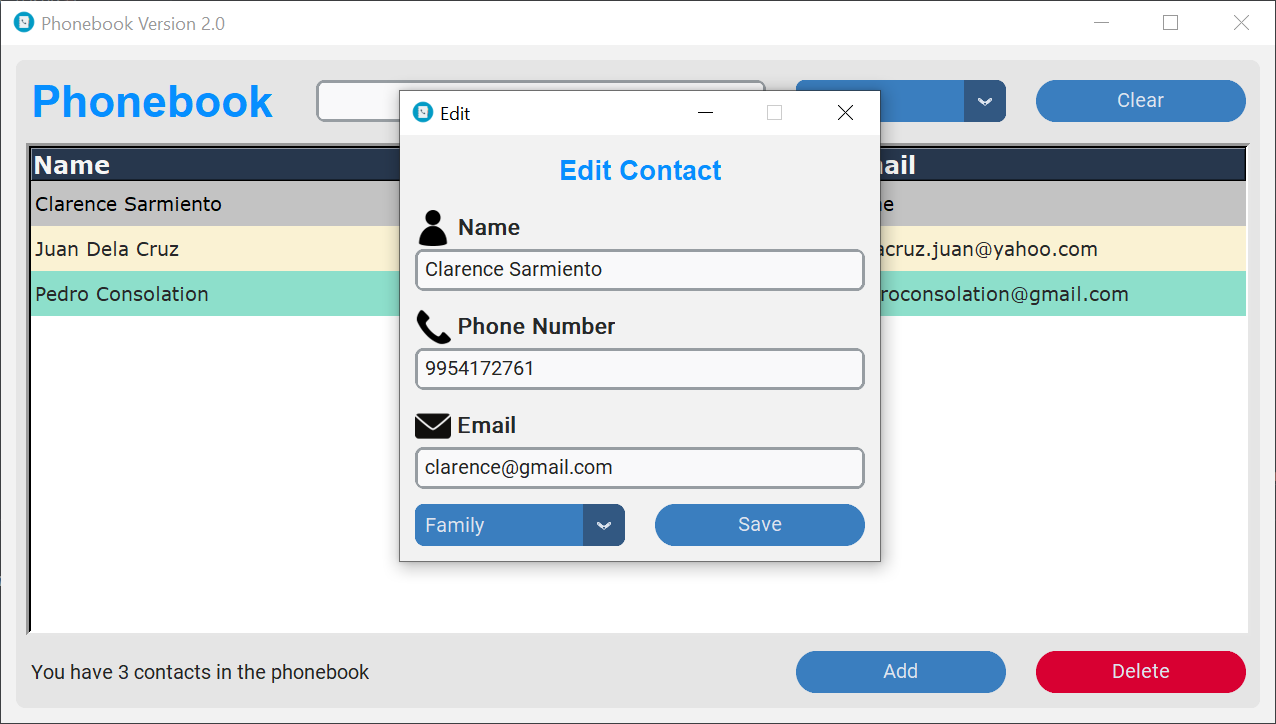 Phonebook Version 2.0
Phonebook
Clear
Name
ail
Clarence Sarmiento
e
Juan Dela Cruz
acruz.juan@yahoo.com
Pedro Consolation
roconsolation@gmail.com
Edit
Edit Contact
Name
Clarence Sarmiento
Phone Number
9954172761
Email
clarence@gmail.com
Family
Save
You have 3 contacts in the phonebook
Add
Delete